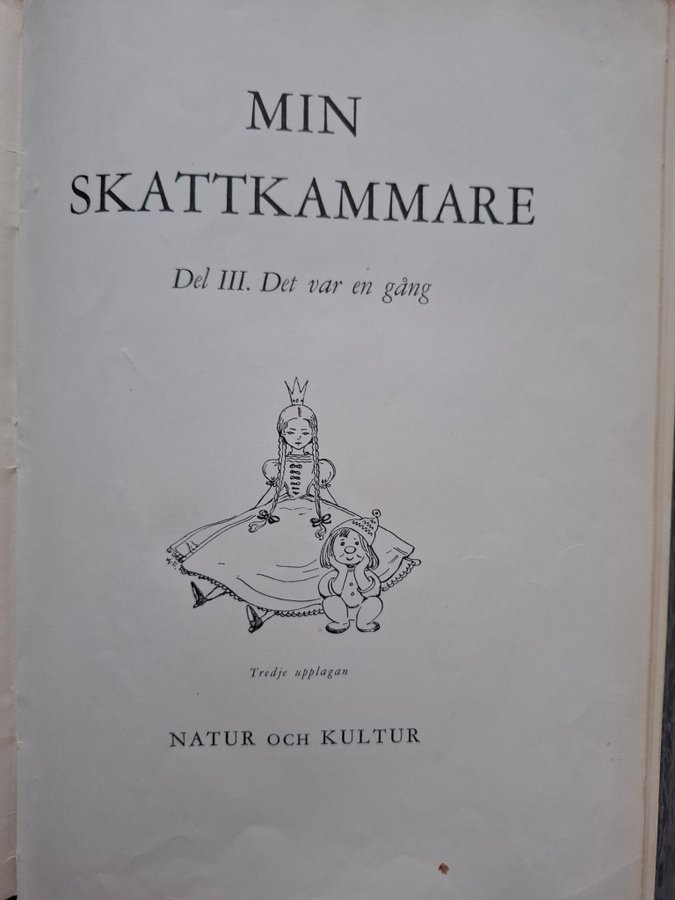 MIN
SKATTKAMMARE
Del III. Det var en gång
Tredje upplagan
NATUR OCH KULTUR